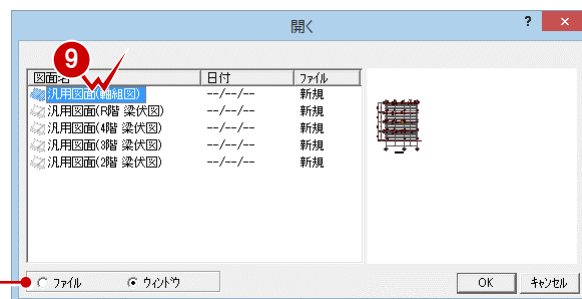 開く ? ×
9
図面名 日付 ファイル
汎用図面(軸組図) --/--/-- 新規
汎用図面(R階 梁伏図) --/--/-- 新規
汎用図面(4階 梁伏図) --/--/-- 新規
汎用図面(3階 梁伏図) --/--/-- 新規
汎用図面(2階 梁伏図) --/--/-- 新規
ファイル ウィンドウ OK キャンセル